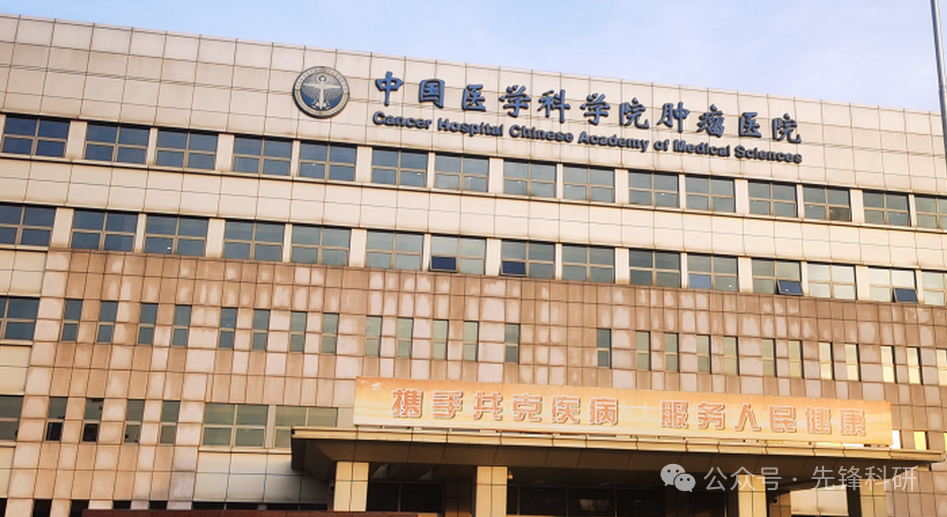 中国医学科学院肿瘤医院
Cancer Hospital Chinese Academy of Medical Sciences
携手共克疾病 服务人民健康
公众号·先锋科研